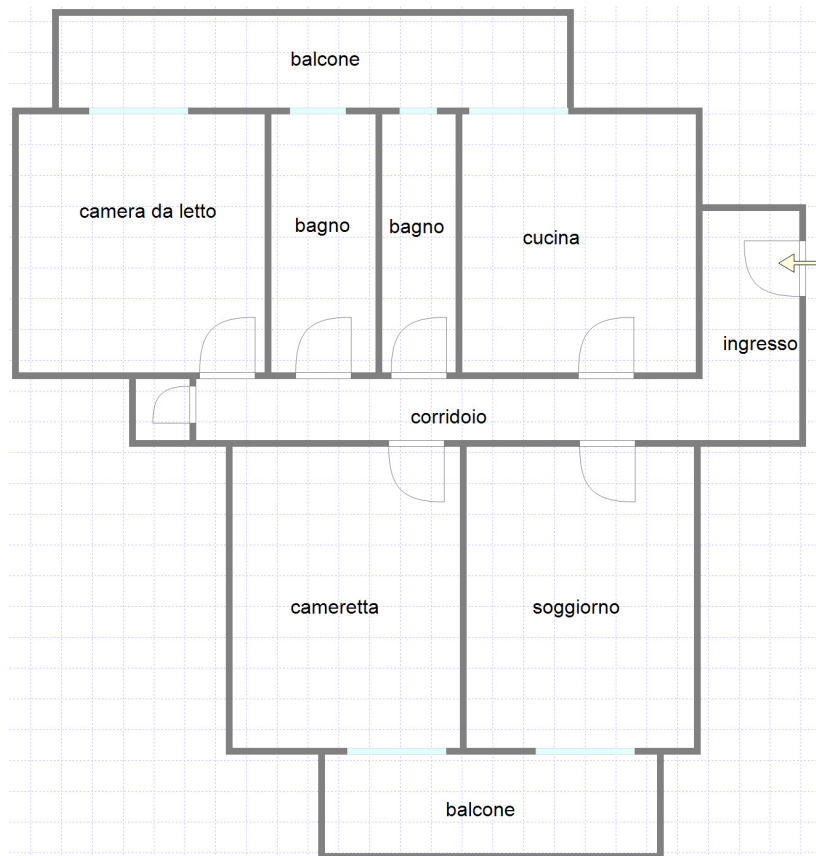 balcone
camera da letto
bagno
bagno
cucina
ingresso
corridoio
cameretta
soggiorno
balcone